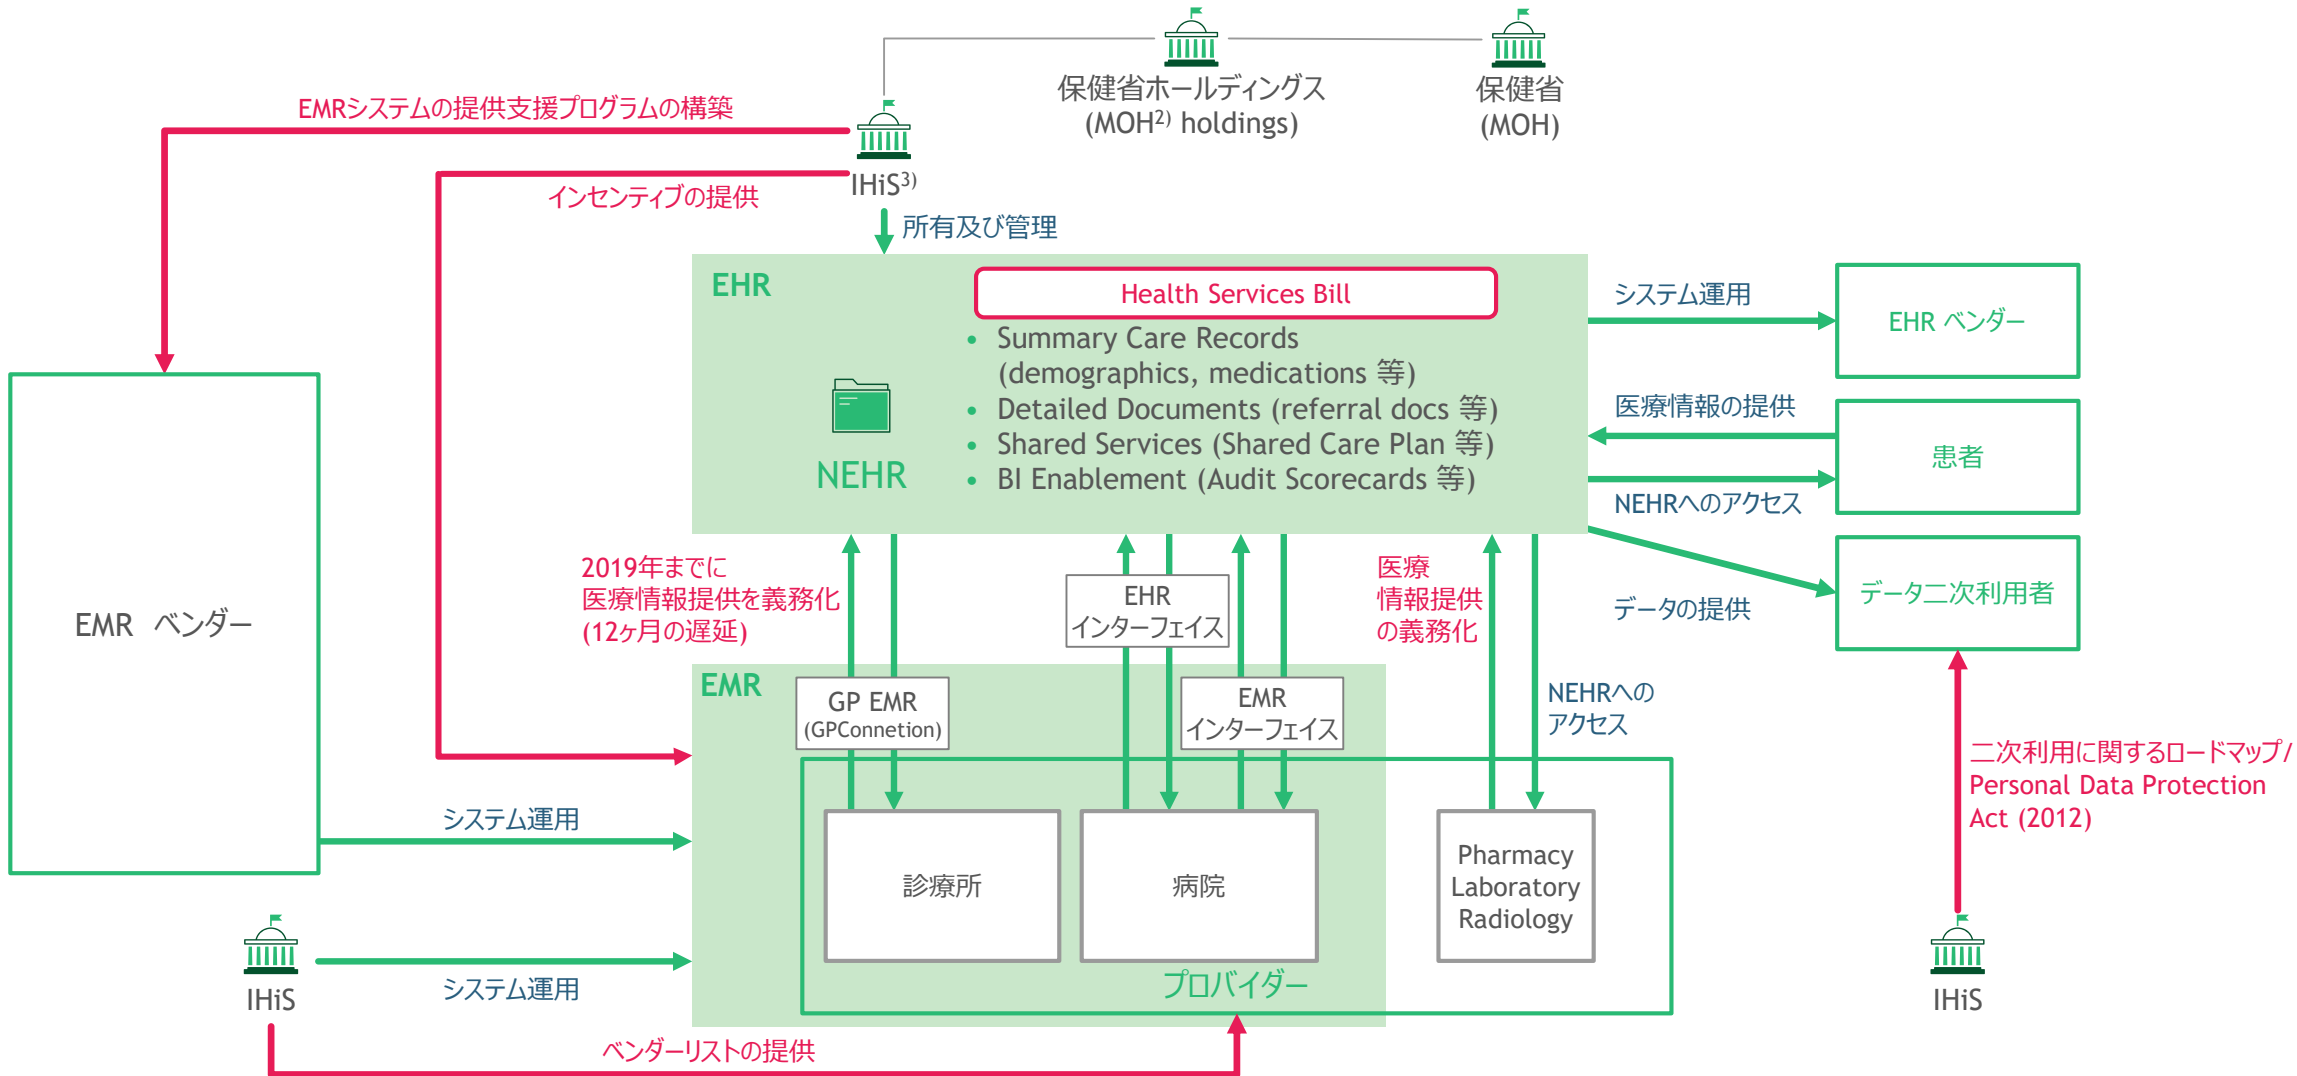 保健省ホールディングス
(MOH2) holdings)
保健省
(MOH)
EMRシステムの提供支援プログラムの構築
IHiS3)
インセンティブの提供
所有及び管理
EHR
Health Services Bill
• Summary Care Records
(demographics, medications 等)
• Detailed Documents (referral docs 等)
• Shared Services (Shared Care Plan 等)
• BI Enablement (Audit Scorecards 等)
NEHR
システム運用
EHR ベンダー
医療情報の提供
患者
NEHRへのアクセス
データの提供
データ二次利用者
EMR ベンダー
2019年までに
医療情報提供を義務化
(12ヶ月の遅延)
EHR
インターフェイス
医療
情報提供
の義務化
EMR
GP EMR
(GPConnetion)
EMR
インターフェイス
NEHRへの
アクセス
二次利用に関するロードマップ/
Personal Data Protection
Act (2012)
システム運用
診療所
病院
Pharmacy
Laboratory
Radiology
プロバイダー
IHiS
システム運用
IHiS
ベンダーリストの提供